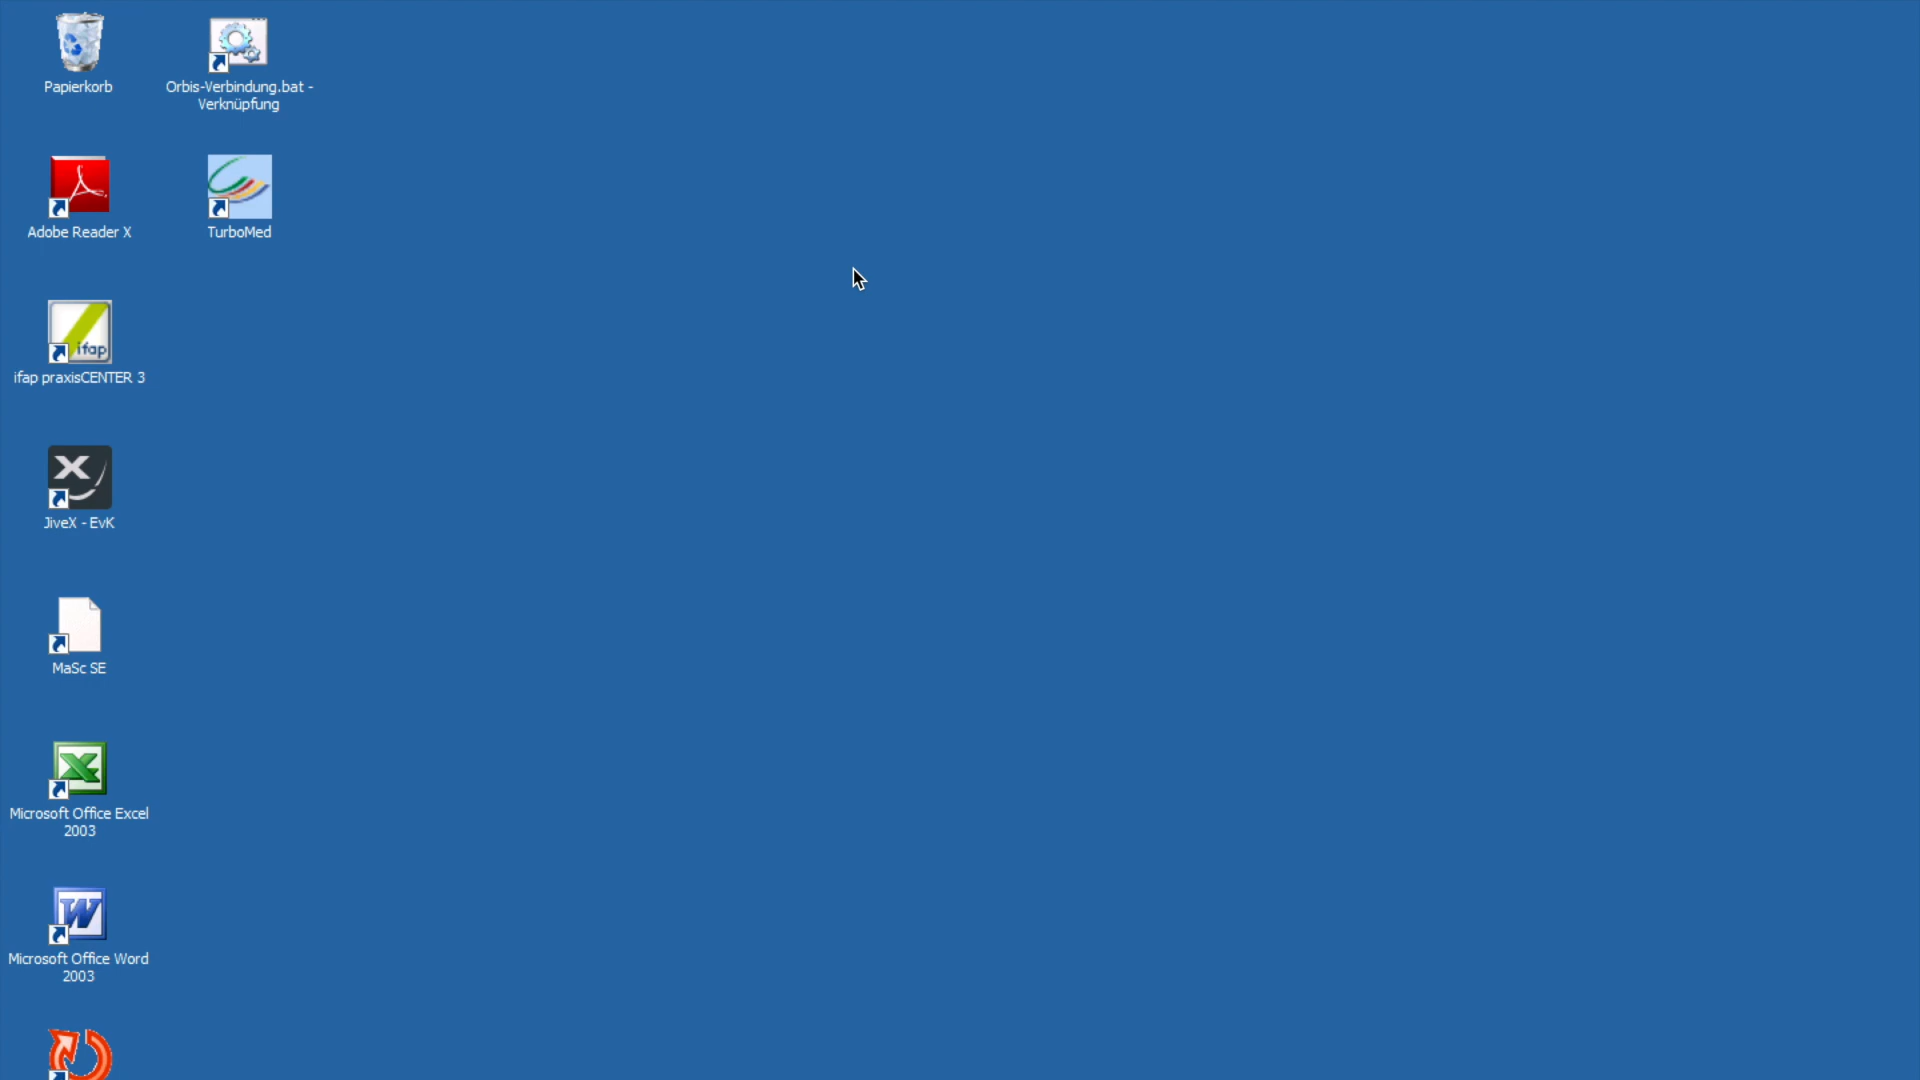 Papierkorb
Orbis-Verbindung.bat -
Verknüpfung
Adobe Reader X
TurboMed
ifap
ifap praxisCENTER 3
JiveX - EvK
MaSc SE
Microsoft Office Excel
2003
Microsoft Office Word
2003